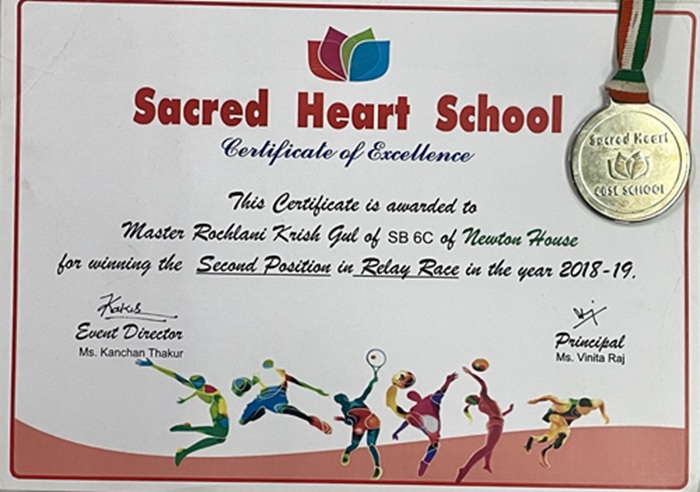 Sacred Heart School
Certificate of Excellence
This Certificate is awarded to
Master Rochlani Krish Gul of SB 6C of Newton House
for winning the Second Position in Relay Race in the year 2018-19.
Event Director
Ms. Kanchan Thakur
Principal
Ms. Vinita Raj
Sacred Heart
CBSE SCHOOL